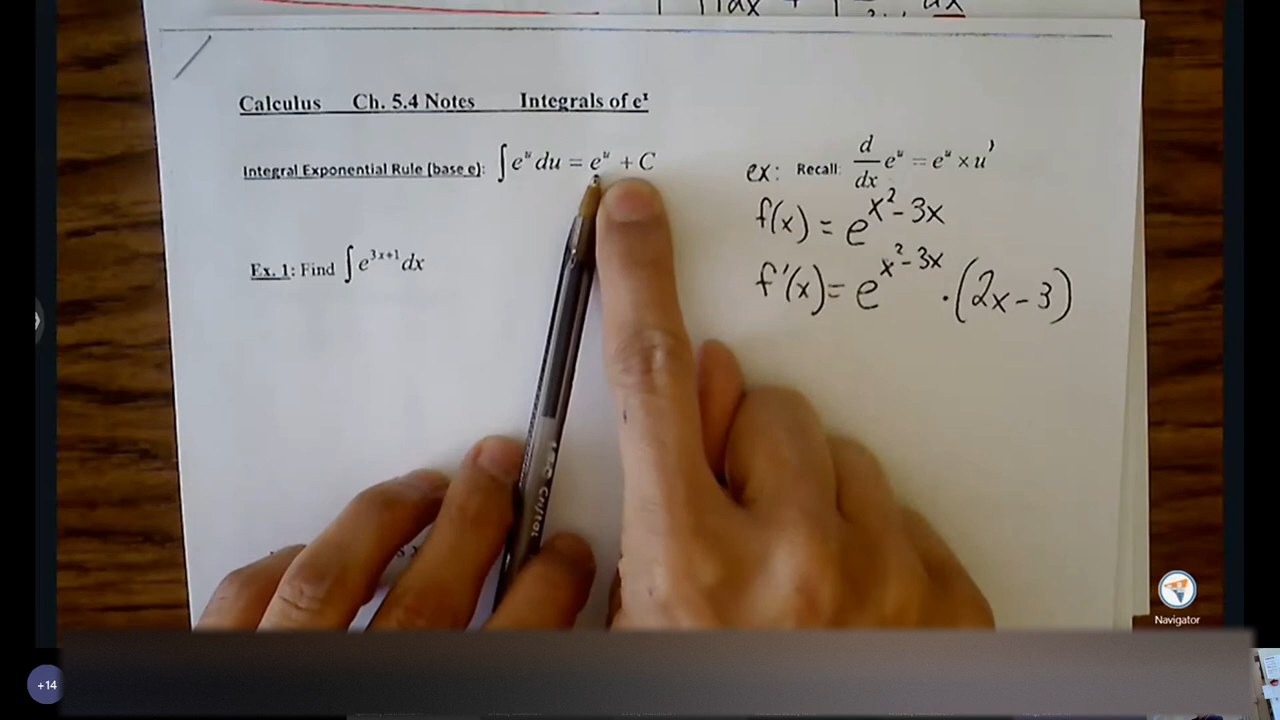 Calculus Ch. 5.4 Notes Integrals of eˣ
Integral Exponential Rule (base e): ∫eᵘ du = eᵘ + C
ex: Recall: d/dx eᵘ = eᵘ × u'
f(x) = e^(x²-3x)
f'(x) = e^(x²-3x) · (2x-3)
Ex. 1: Find ∫e³ˣ⁺¹ dx
Navigator
+14